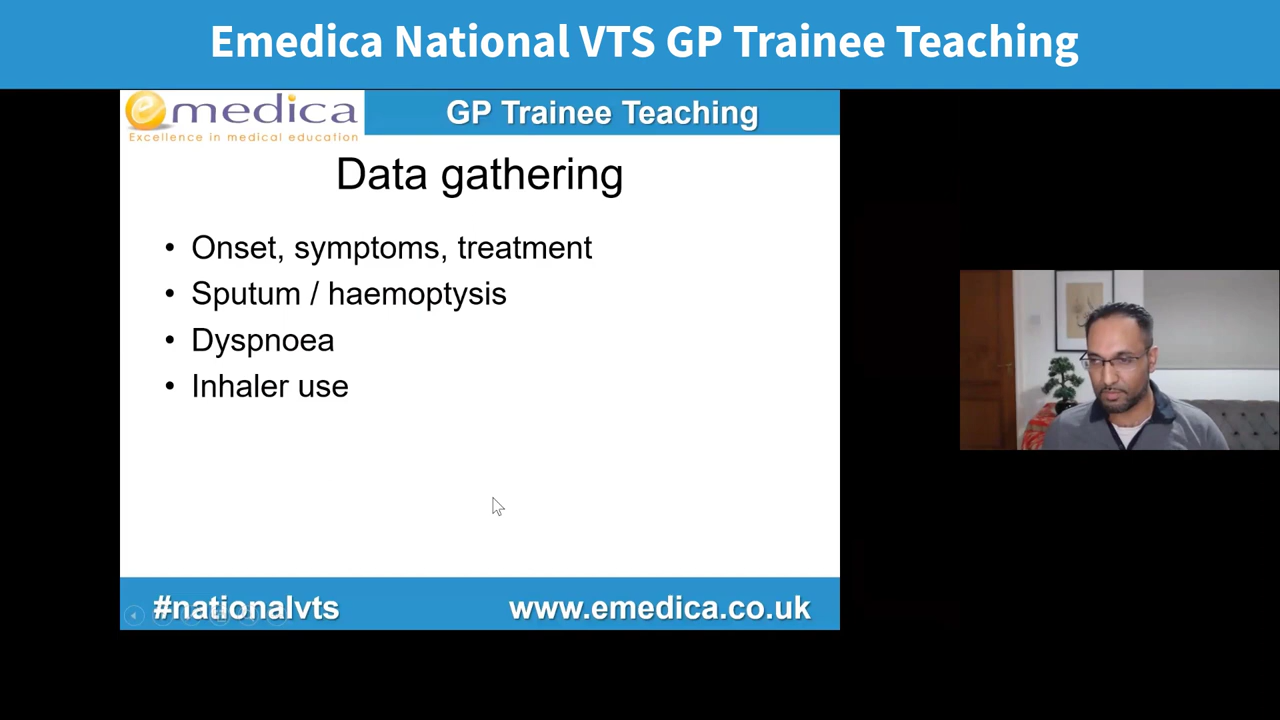 Emedica National VTS GP Trainee Teaching
emedica
Excellence in medical education
GP Trainee Teaching
Data gathering
• Onset, symptoms, treatment
• Sputum / haemoptysis
• Dyspnoea
• Inhaler use
#nationalvts
www.emedica.co.uk